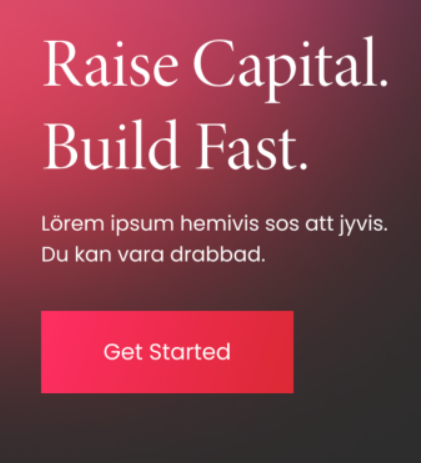 Raise Capital.
Build Fast.
Lörem ipsum hemivis sos att jyvis.
Du kan vara drabbad.
Get Started